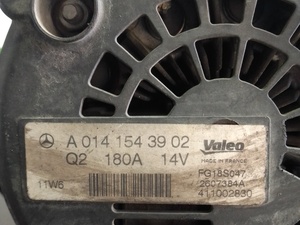 A 014 154 39 02
Valeo
Q2 180A 14V
MADE IN FRANCE
11W6
FG18S047
2607384A
411002830